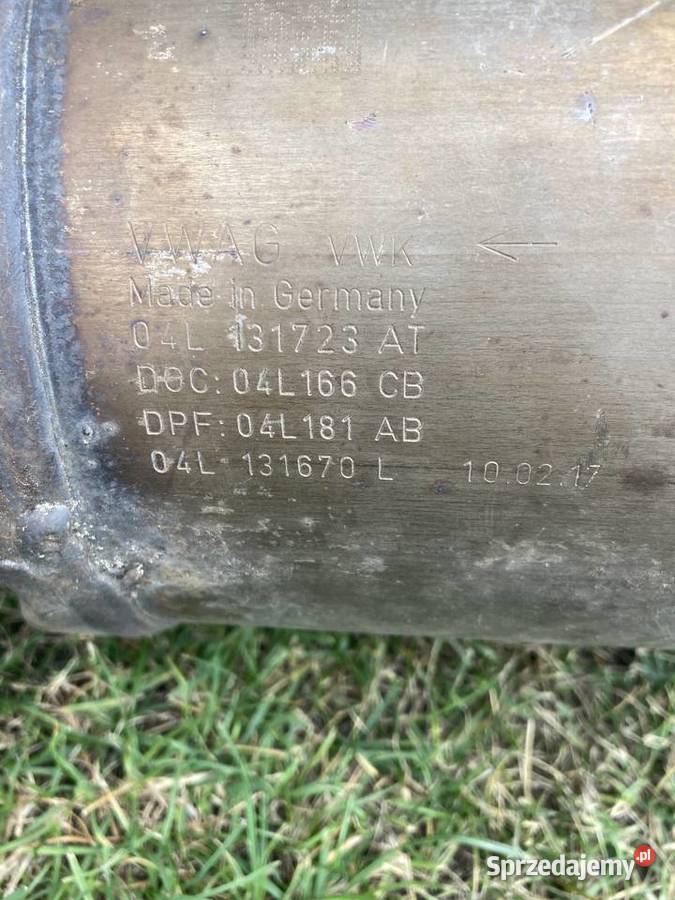 VWAG VWK ←
Made in Germany
04L 131723 AT
DOC: 04L166 CB
DPF: 04L181 AB
04L 131670 L 10.02.17
Sprzedajemy.pl